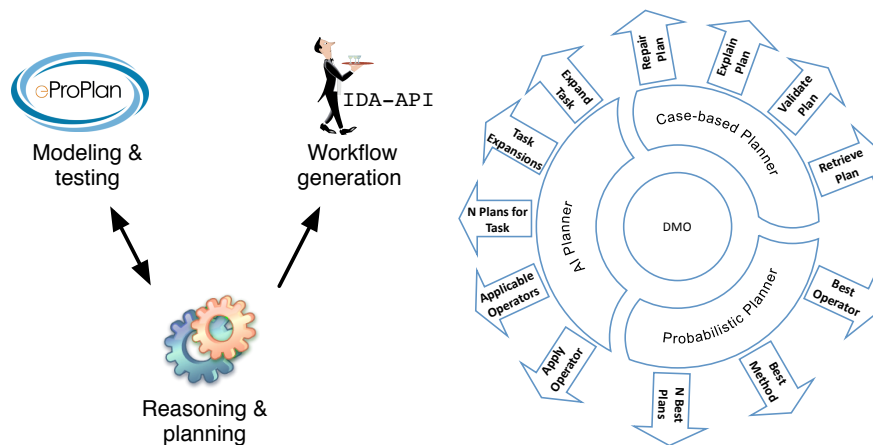 eProPlan
Modeling &
testing
IDA-API
Workflow
generation
Reasoning &
planning
Repair
Plan
Explain
Plan
Validate
Plan
Retrieve
Plan
Expand
Task
Task
Expansions
N Plans for
Task
Applicable
Operators
Apply
Operator
N Best
Plans
Best
Method
Best
Operator
Case-based Planner
AI Planner
Probabilistic Planner
DMO